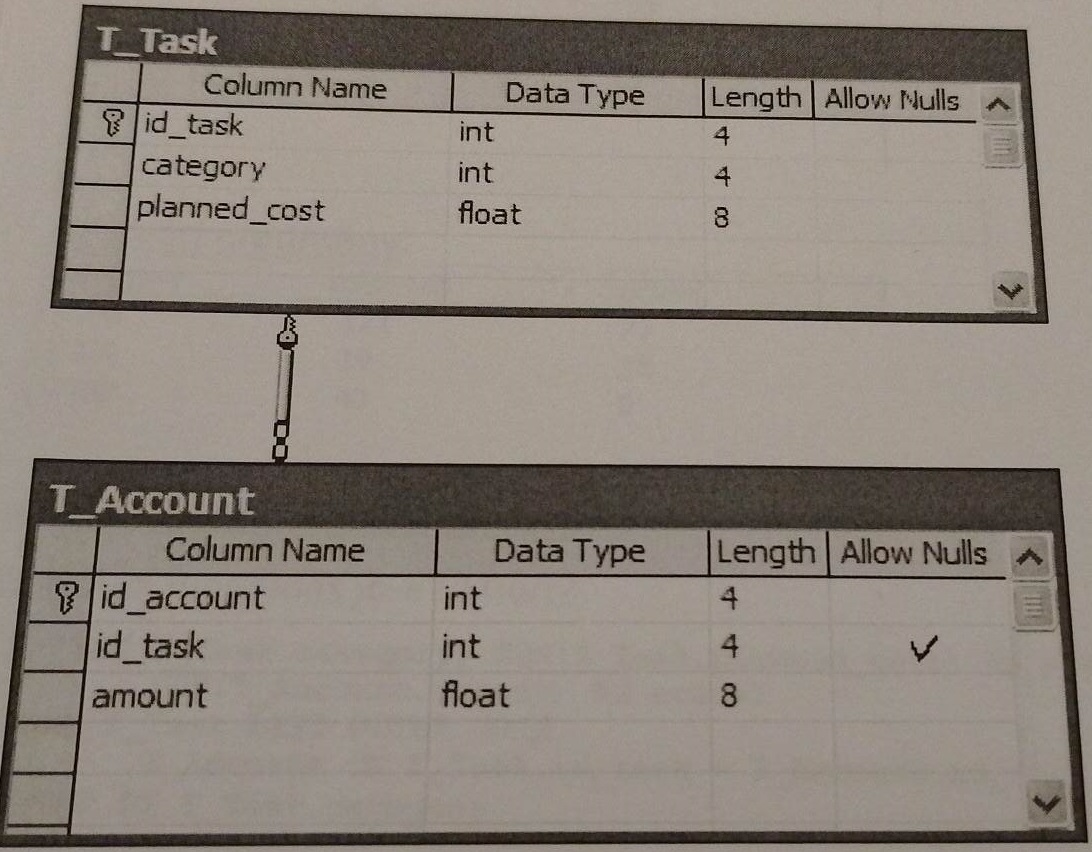 T_Task
Column Name Data Type Length Allow Nulls
id_task int 4
category int 4
planned_cost float 8
T_Account
Column Name Data Type Length Allow Nulls
id_account int 4
id_task int 4 ✓
amount float 8